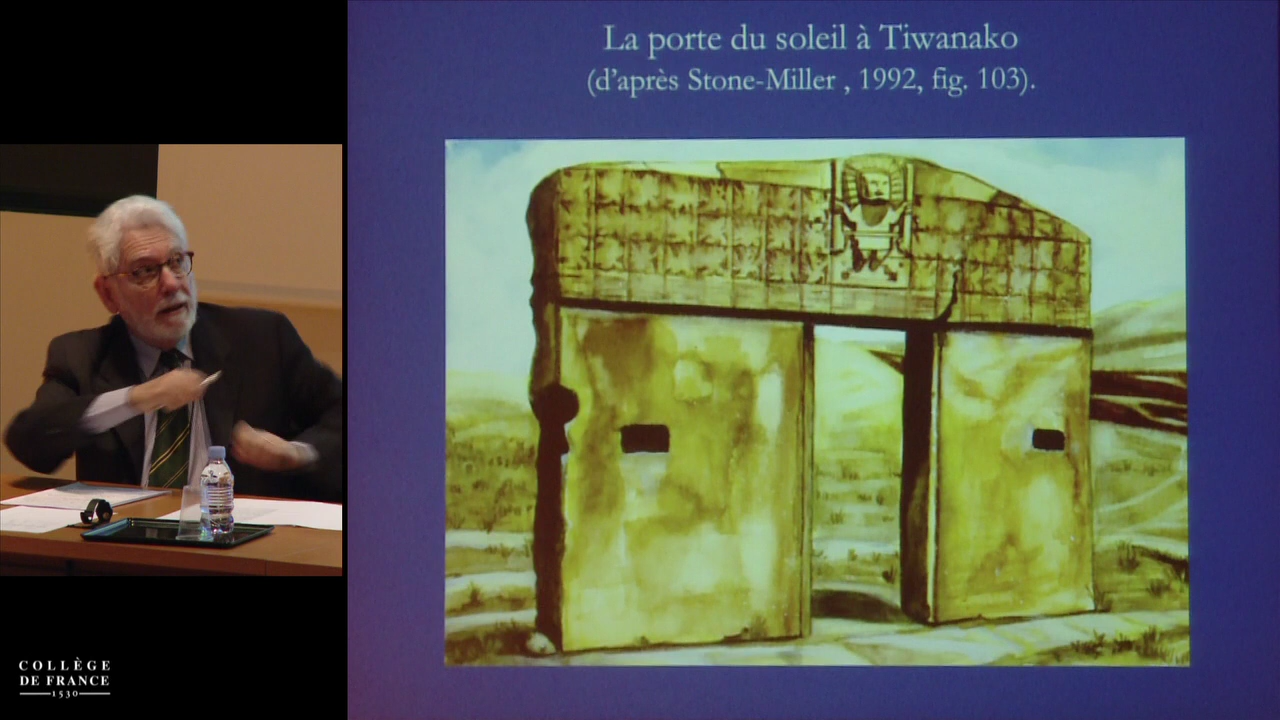 La porte du soleil à Tiwanako
(d'après Stone-Miller , 1992, fig. 103).
COLLÈGE
DE FRANCE
1530